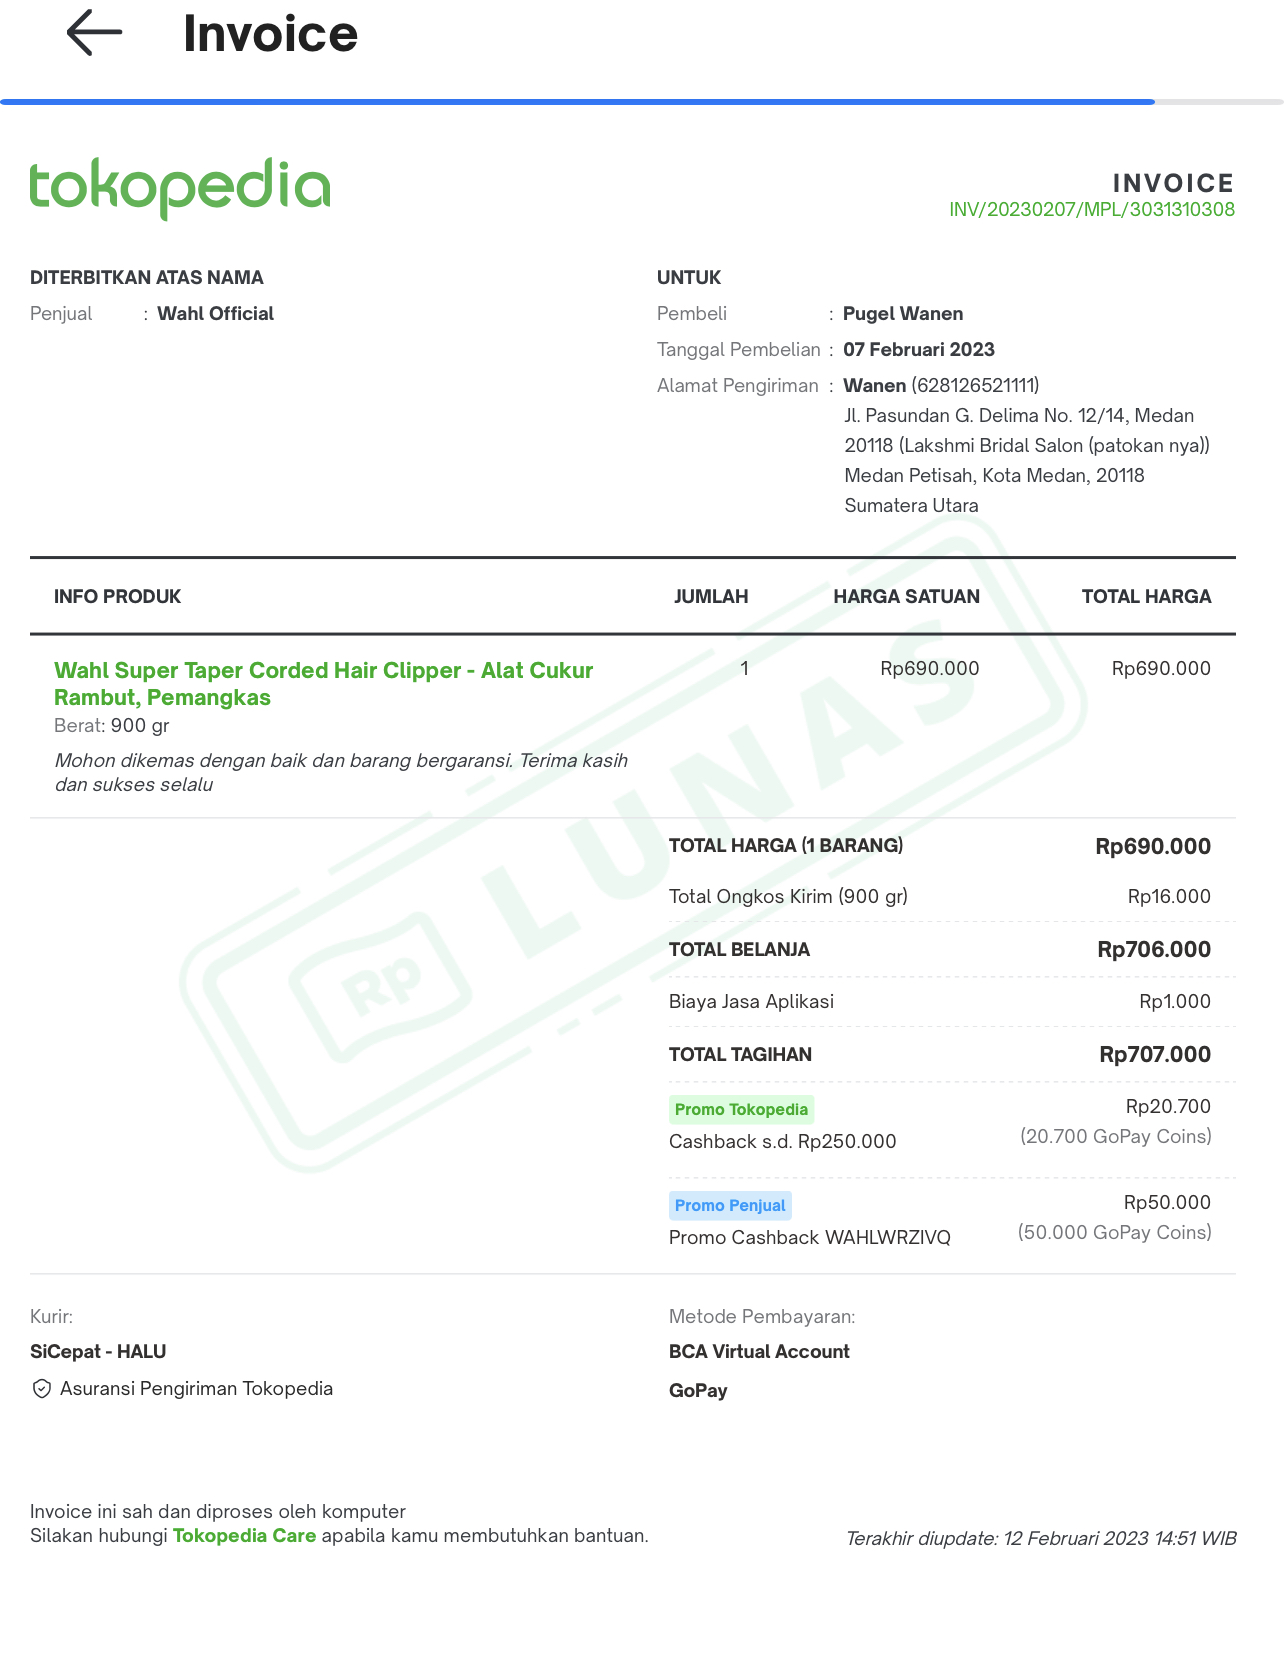 Invoice
tokopedia
INVOICE
INV/20230207/MPL/3031310308
DITERBITKAN ATAS NAMA
Penjual : Wahl Official
UNTUK
Pembeli : Pugel Wanen
Tanggal Pembelian : 07 Februari 2023
Alamat Pengiriman : Wanen (628126521111)
Jl. Pasundan G. Delima No. 12/14, Medan
20118 (Lakshmi Bridal Salon (patokan nya))
Medan Petisah, Kota Medan, 20118
Sumatera Utara
INFO PRODUK JUMLAH HARGA SATUAN TOTAL HARGA
Wahl Super Taper Corded Hair Clipper - Alat Cukur 1 Rp690.000 Rp690.000
Rambut, Pemangkas
Berat: 900 gr
Mohon dikemas dengan baik dan barang bergaransi. Terima kasih
dan sukses selalu
Rp LUNAS
TOTAL HARGA (1 BARANG) Rp690.000
Total Ongkos Kirim (900 gr) Rp16.000
TOTAL BELANJA Rp706.000
Biaya Jasa Aplikasi Rp1.000
TOTAL TAGIHAN Rp707.000
Promo Tokopedia Rp20.700
Cashback s.d. Rp250.000 (20.700 GoPay Coins)
Promo Penjual Rp50.000
Promo Cashback WAHLWRZIVQ (50.000 GoPay Coins)
Kurir:
SiCepat - HALU
Asuransi Pengiriman Tokopedia
Metode Pembayaran:
BCA Virtual Account
GoPay
Invoice ini sah dan diproses oleh komputer
Silakan hubungi Tokopedia Care apabila kamu membutuhkan bantuan.
Terakhir diupdate: 12 Februari 2023 14:51 WIB